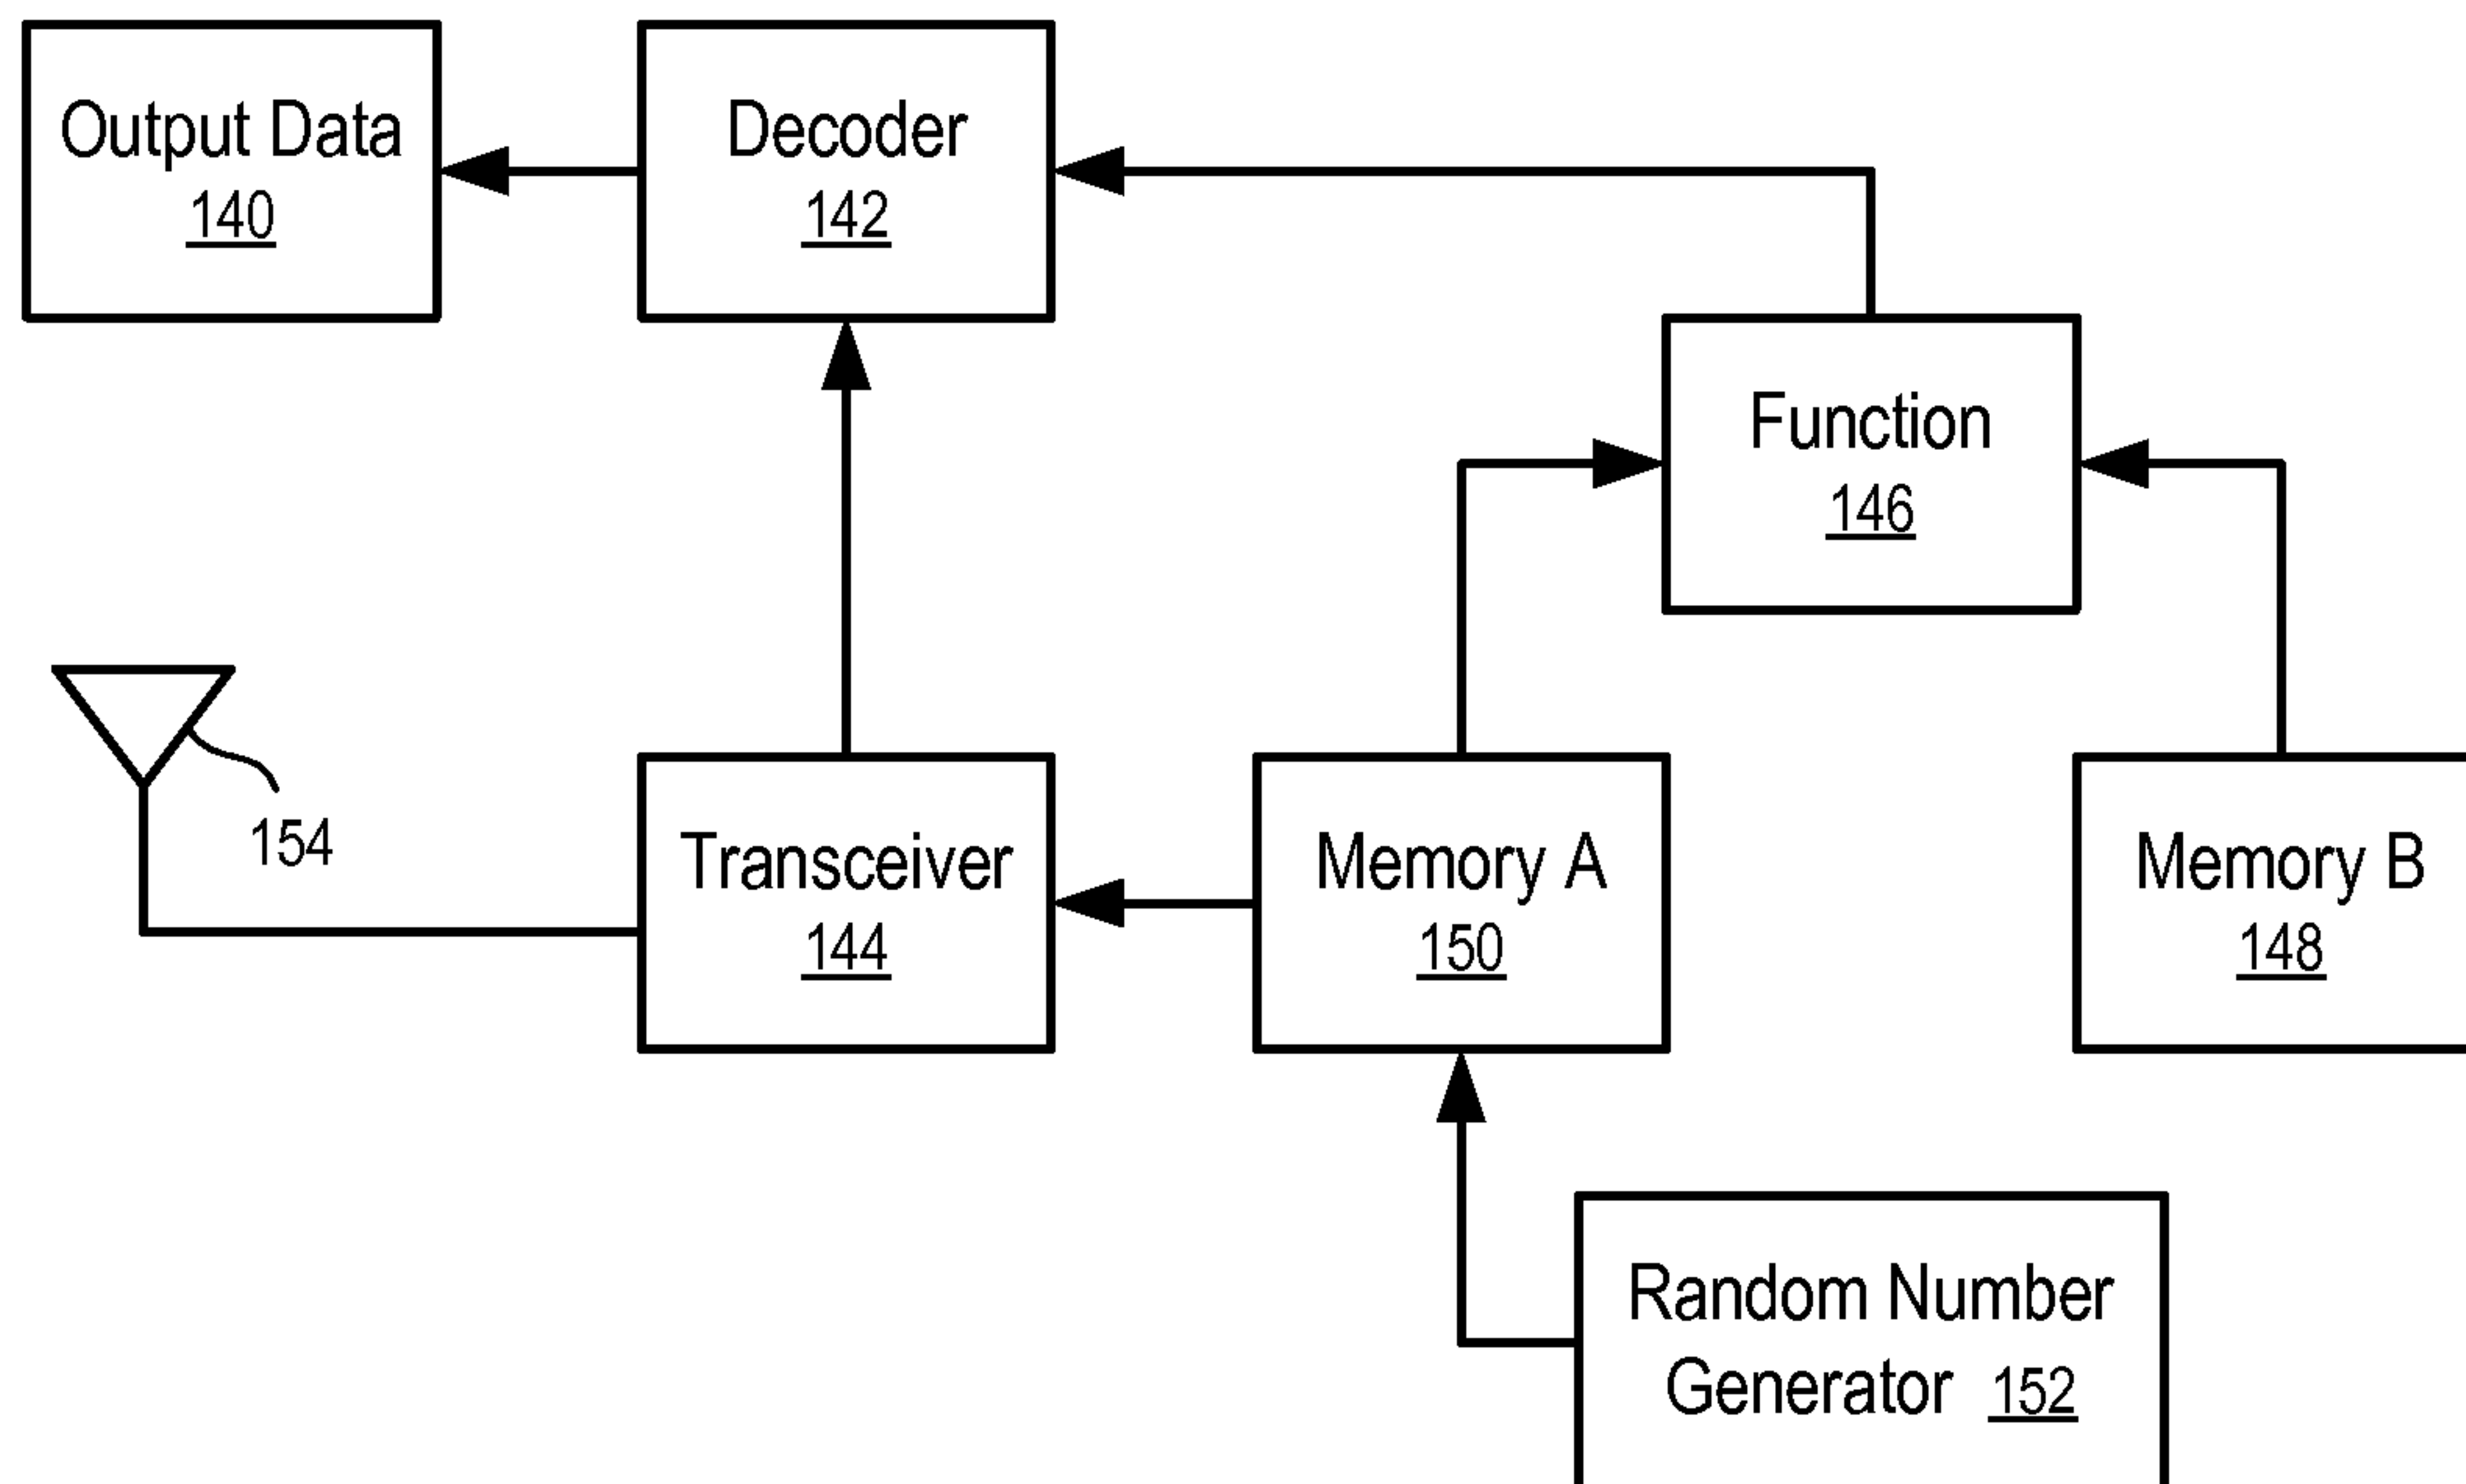 Output Data
140
Decoder
142
Function
146
154
Transceiver
144
Memory A
150
Memory B
148
Random Number
Generator 152